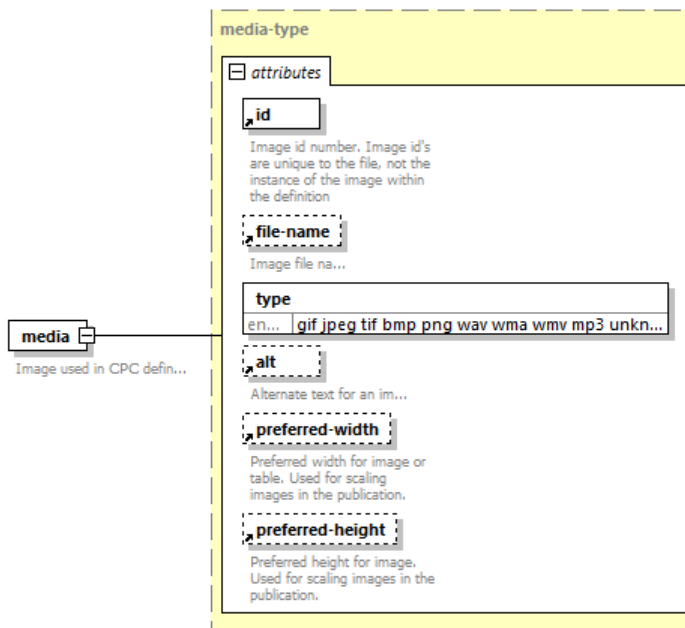 media-type
attributes
id
Image id number. Image id's
are unique to the file, not the
instance of the image within
the definition
file-name
Image file na...
type
en... gif jpeg tif bmp png wav wma wmv mp3 unkn...
media
Image used in CPC defin...
alt
Alternate text for an im...
preferred-width
Preferred width for image or
table. Used for scaling
images in the publication.
preferred-height
Preferred height for image.
Used for scaling images in the
publication.